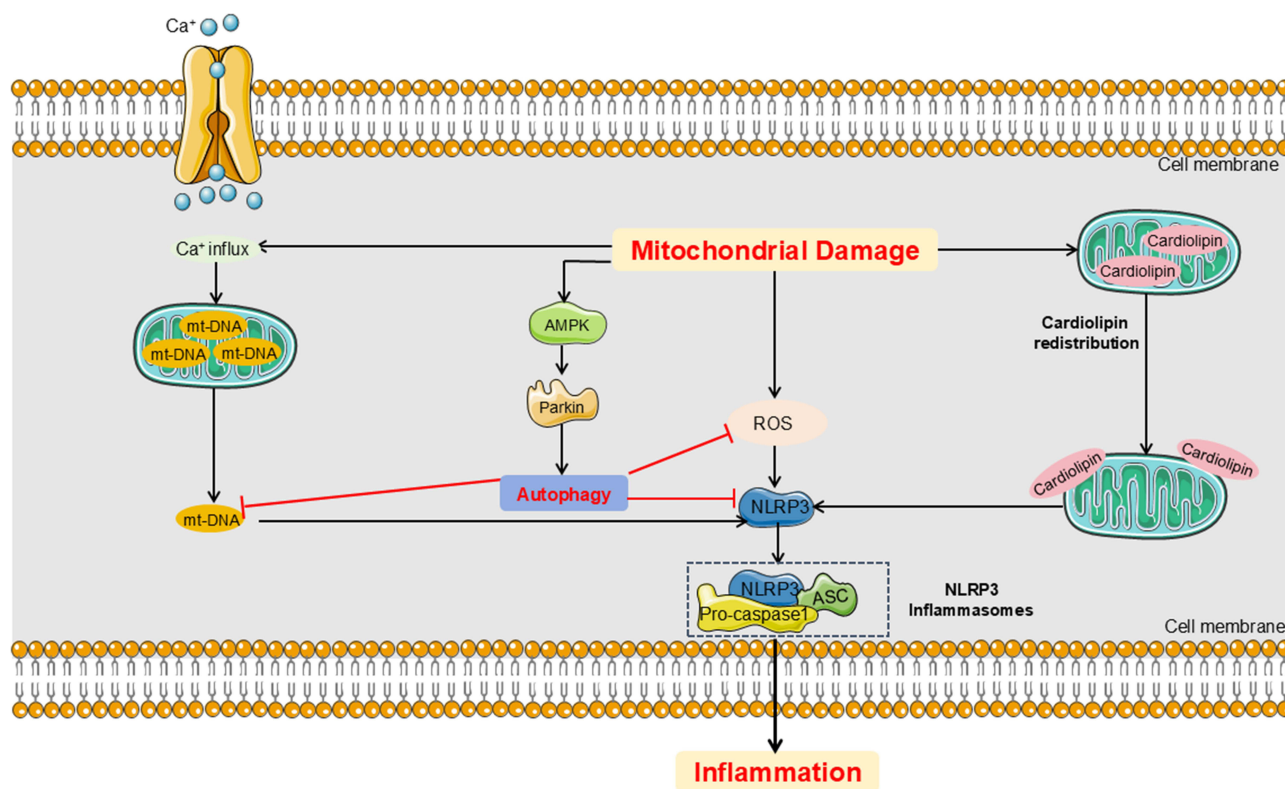 Ca⁺
Cell membrane
Ca⁺ influx
Mitochondrial Damage
Cardiolipin
Cardiolipin
mt-DNA
mt-DNA
mt-DNA
AMPK
Cardiolipin
redistribution
Parkin
ROS
Cardiolipin
Cardiolipin
Autophagy
NLRP3
mt-DNA
NLRP3
ASC
Pro-caspase1
NLRP3
Inflammasomes
Cell membrane
Inflammation